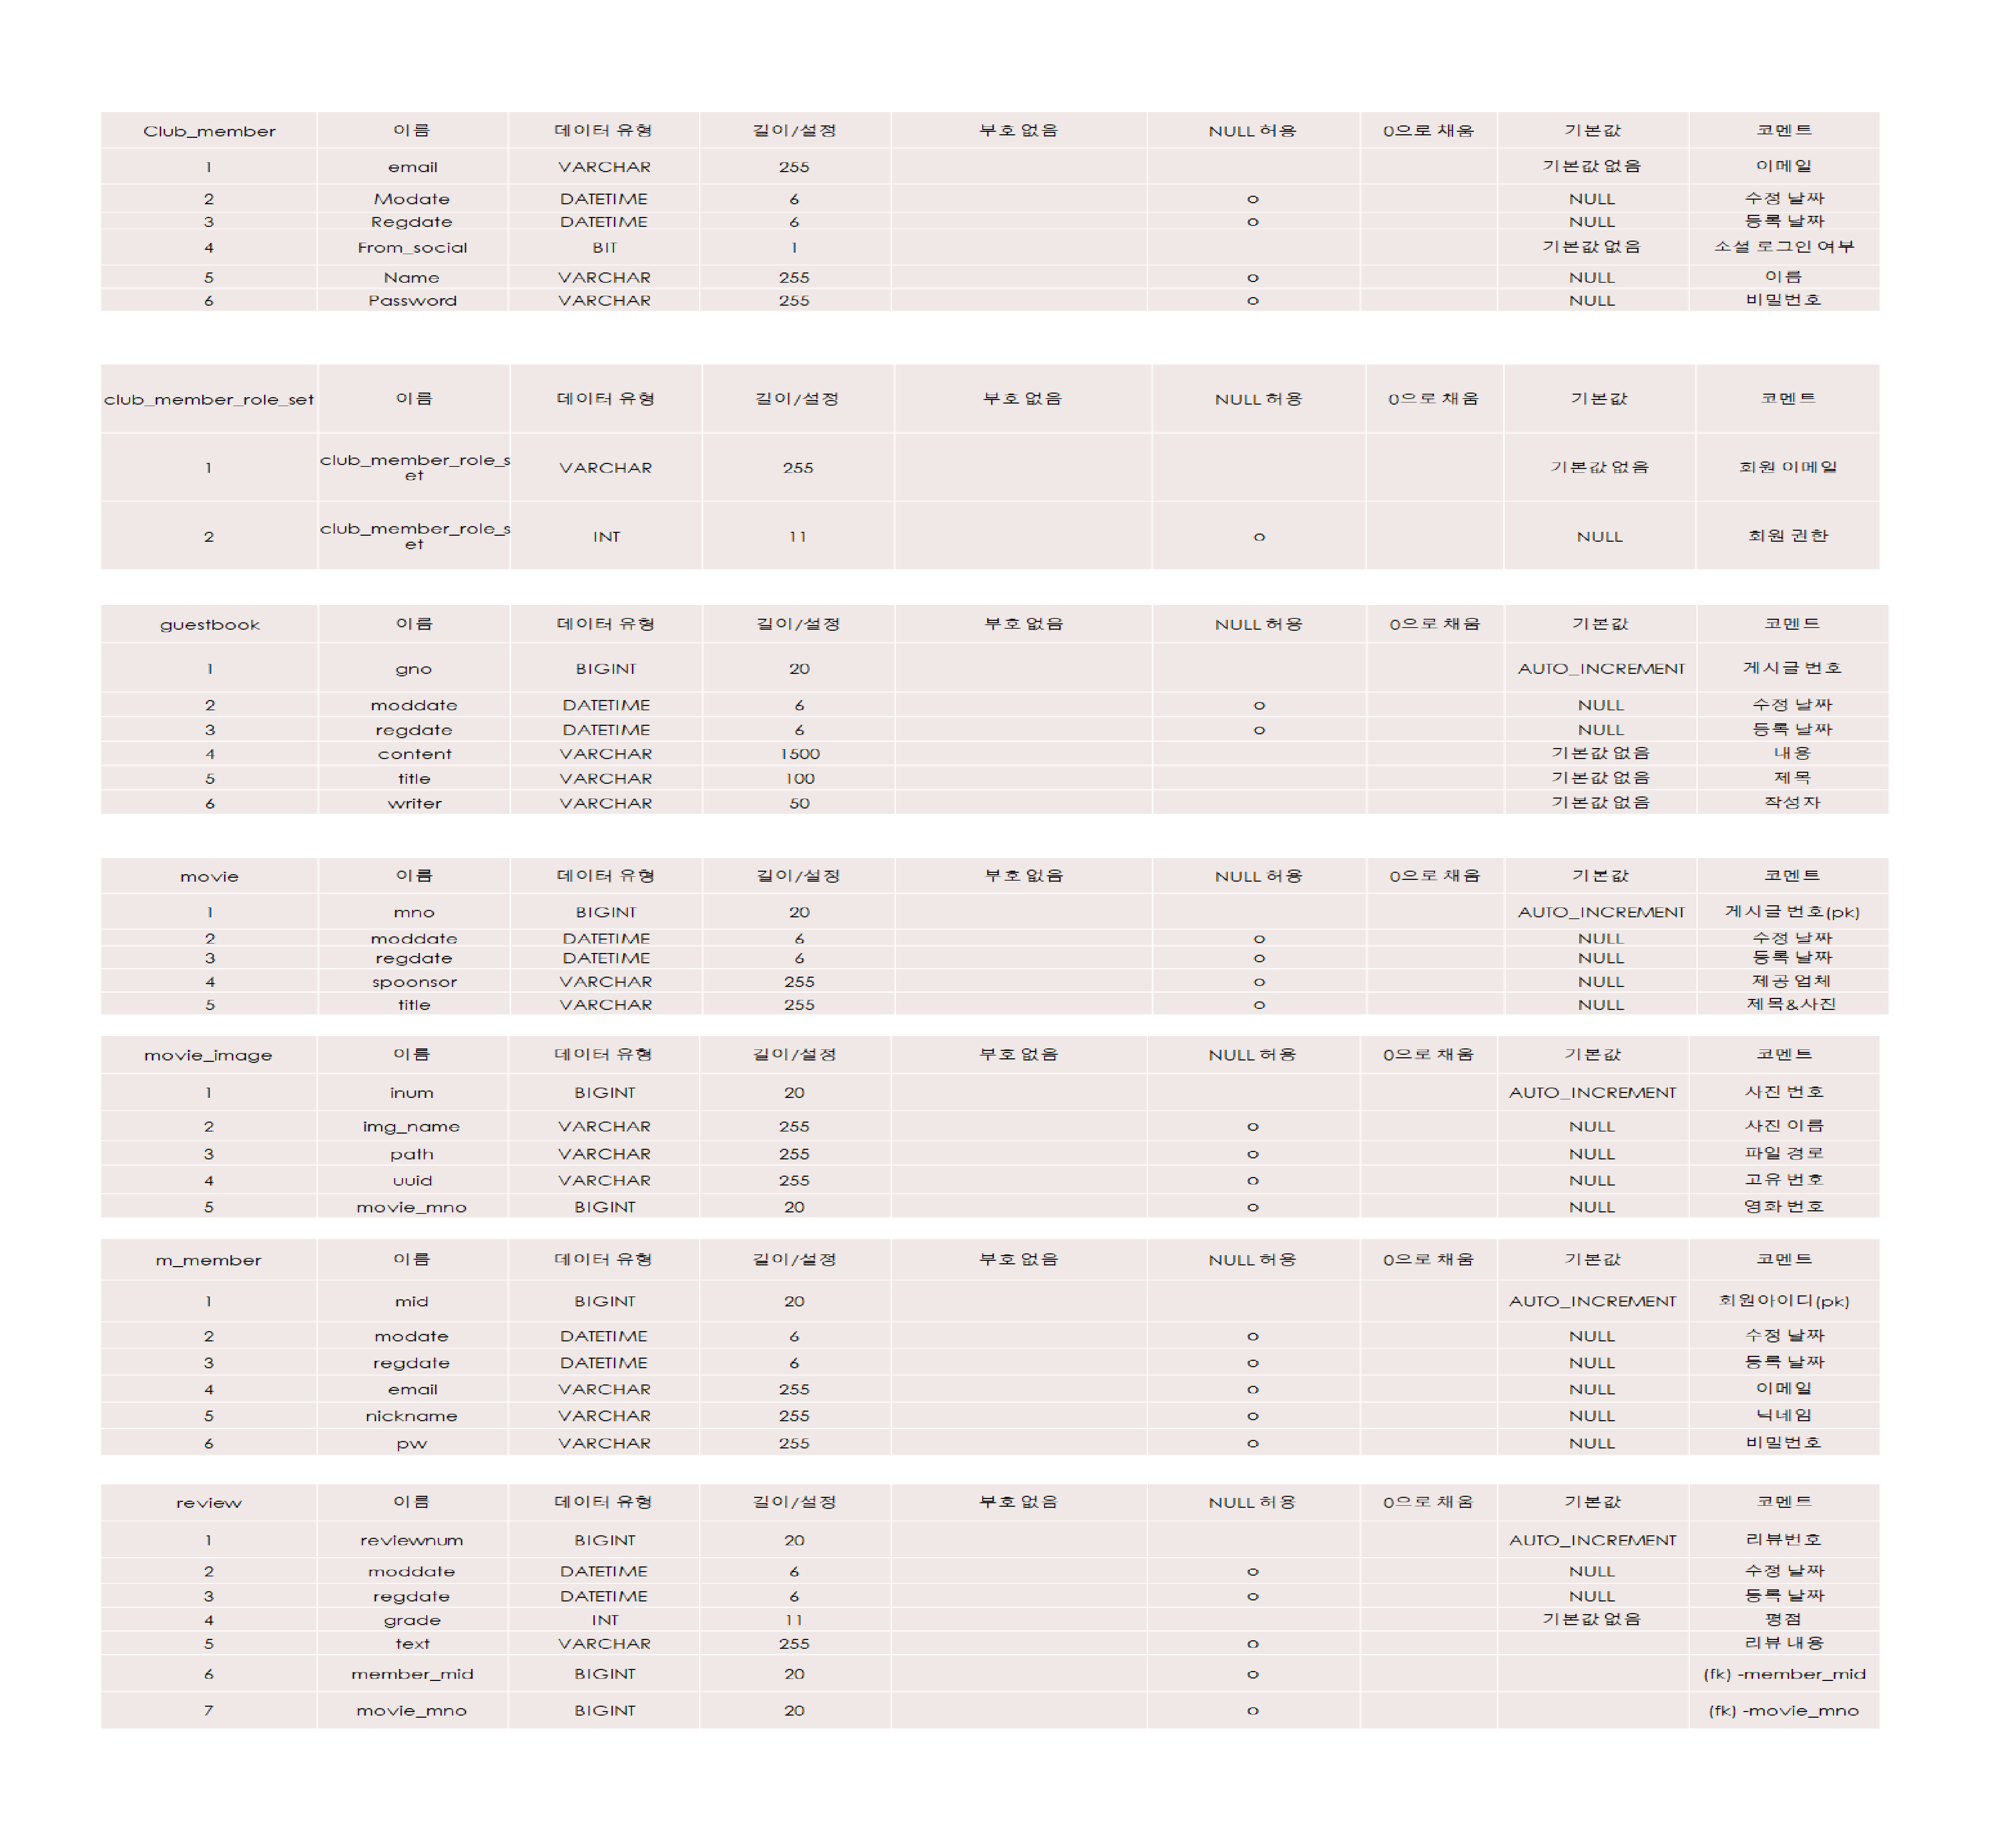 Club_member 이름 데이터 유형 길이/설정 부호 없음 NULL 허용 0으로 채움 기본값 코멘트
1 email VARCHAR 255 기본값 없음 이메일
2 Modate DATETIME 6 o NULL 수정 날짜
3 Regdate DATETIME 6 o NULL 등록 날짜
4 From_social BIT 1 기본값 없음 소셜 로그인 여부
5 Name VARCHAR 255 o NULL 이름
6 Password VARCHAR 255 o NULL 비밀번호
club_member_role_set 이름 데이터 유형 길이/설정 부호 없음 NULL 허용 0으로 채움 기본값 코멘트
1 club_member_role_s
et VARCHAR 255 기본값 없음 회원 이메일
2 club_member_role_s
et INT 11 o NULL 회원 권한
guestbook 이름 데이터 유형 길이/설정 부호 없음 NULL 허용 0으로 채움 기본값 코멘트
1 gno BIGINT 20 AUTO_INCREMENT 게시글 번호
2 moddate DATETIME 6 o NULL 수정 날짜
3 regdate DATETIME 6 o NULL 등록 날짜
4 content VARCHAR 1500 기본값 없음 내용
5 title VARCHAR 100 기본값 없음 제목
6 writer VARCHAR 50 기본값 없음 작성자
movie 이름 데이터 유형 길이/설정 부호 없음 NULL 허용 0으로 채움 기본값 코멘트
1 mno BIGINT 20 AUTO_INCREMENT 게시글 번호(pk)
2 moddate DATETIME 6 o NULL 수정 날짜
3 regdate DATETIME 6 o NULL 등록 날짜
4 spoonsor VARCHAR 255 o NULL 제공 업체
5 title VARCHAR 255 o NULL 제목&사진
movie_image 이름 데이터 유형 길이/설정 부호 없음 NULL 허용 0으로 채움 기본값 코멘트
1 inum BIGINT 20 AUTO_INCREMENT 사진 번호
2 img_name VARCHAR 255 o NULL 사진 이름
3 path VARCHAR 255 o NULL 파일 경로
4 uuid VARCHAR 255 o NULL 고유 번호
5 movie_mno BIGINT 20 o NULL 영화 번호
m_member 이름 데이터 유형 길이/설정 부호 없음 NULL 허용 0으로 채움 기본값 코멘트
1 mid BIGINT 20 AUTO_INCREMENT 회원아이디(pk)
2 modate DATETIME 6 o NULL 수정 날짜
3 regdate DATETIME 6 o NULL 등록 날짜
4 email VARCHAR 255 o NULL 이메일
5 nickname VARCHAR 255 o NULL 닉네임
6 pw VARCHAR 255 o NULL 비밀번호
review 이름 데이터 유형 길이/설정 부호 없음 NULL 허용 0으로 채움 기본값 코멘트
1 reviewnum BIGINT 20 AUTO_INCREMENT 리뷰번호
2 moddate DATETIME 6 o NULL 수정 날짜
3 regdate DATETIME 6 o NULL 등록 날짜
4 grade INT 11 기본값 없음 평점
5 text VARCHAR 255 o 리뷰 내용
6 member_mid BIGINT 20 o (fk) -member_mid
7 movie_mno BIGINT 20 o (fk) -movie_mno